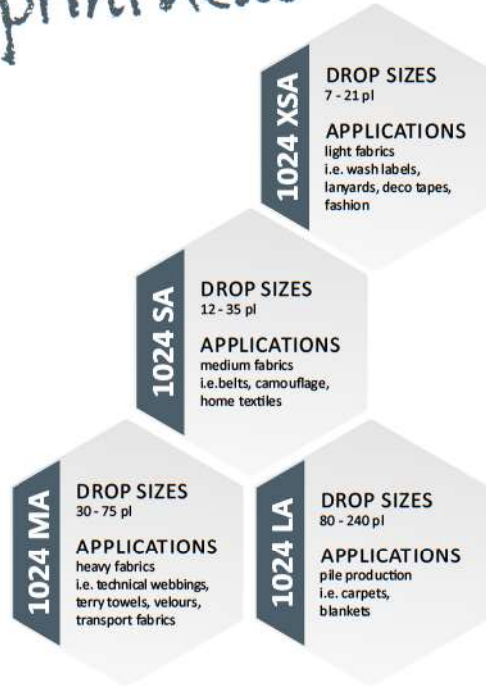 1024 XSA
DROP SIZES
7 - 21 pl
APPLICATIONS
light fabrics
i.e. wash labels,
lanyards, deco tapes,
fashion
1024 SA
DROP SIZES
12 - 35 pl
APPLICATIONS
medium fabrics
i.e.belts, camouflage,
home textiles
1024 MA
DROP SIZES
30 - 75 pl
APPLICATIONS
heavy fabrics
i.e. technical webbings,
terry towels, velours,
transport fabrics
1024 LA
DROP SIZES
80 - 240 pl
APPLICATIONS
pile production
i.e. carpets,
blankets